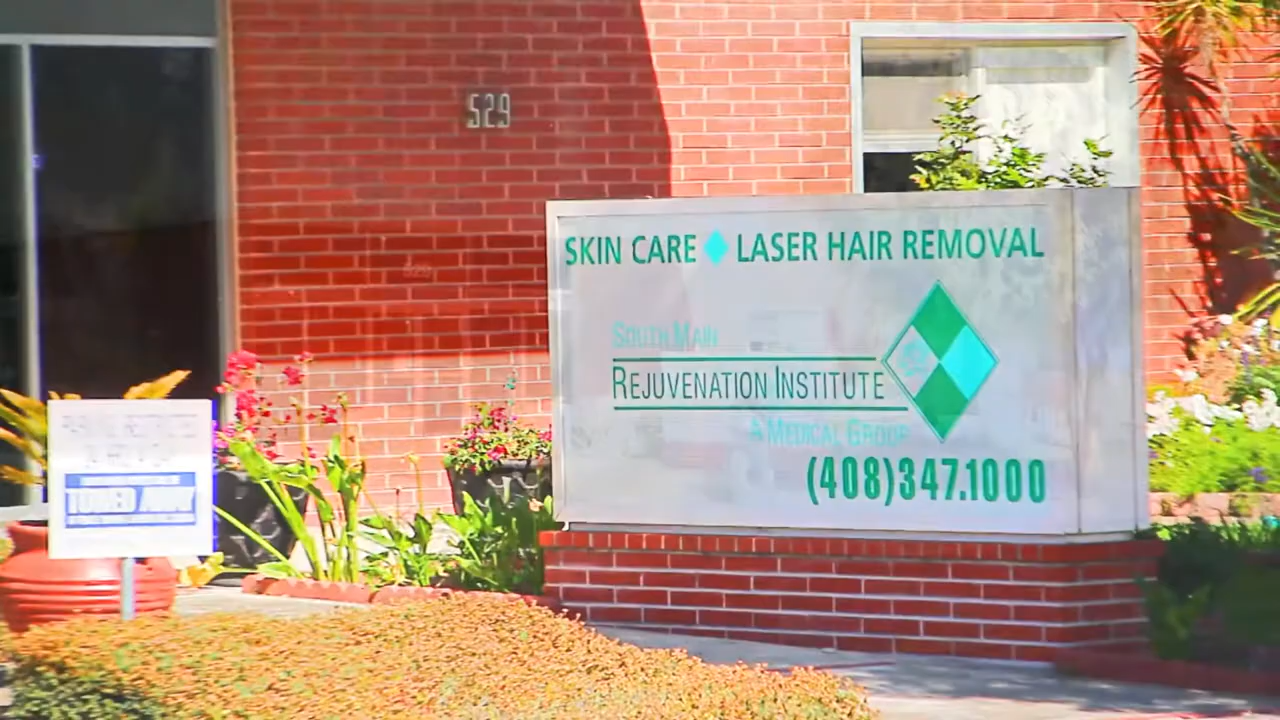 529
SKIN CARE LASER HAIR REMOVAL
SOUTH MAIN
REJUVENATION INSTITUTE
A MEDICAL GROUP
(408)347.1000
TOWED AWAY